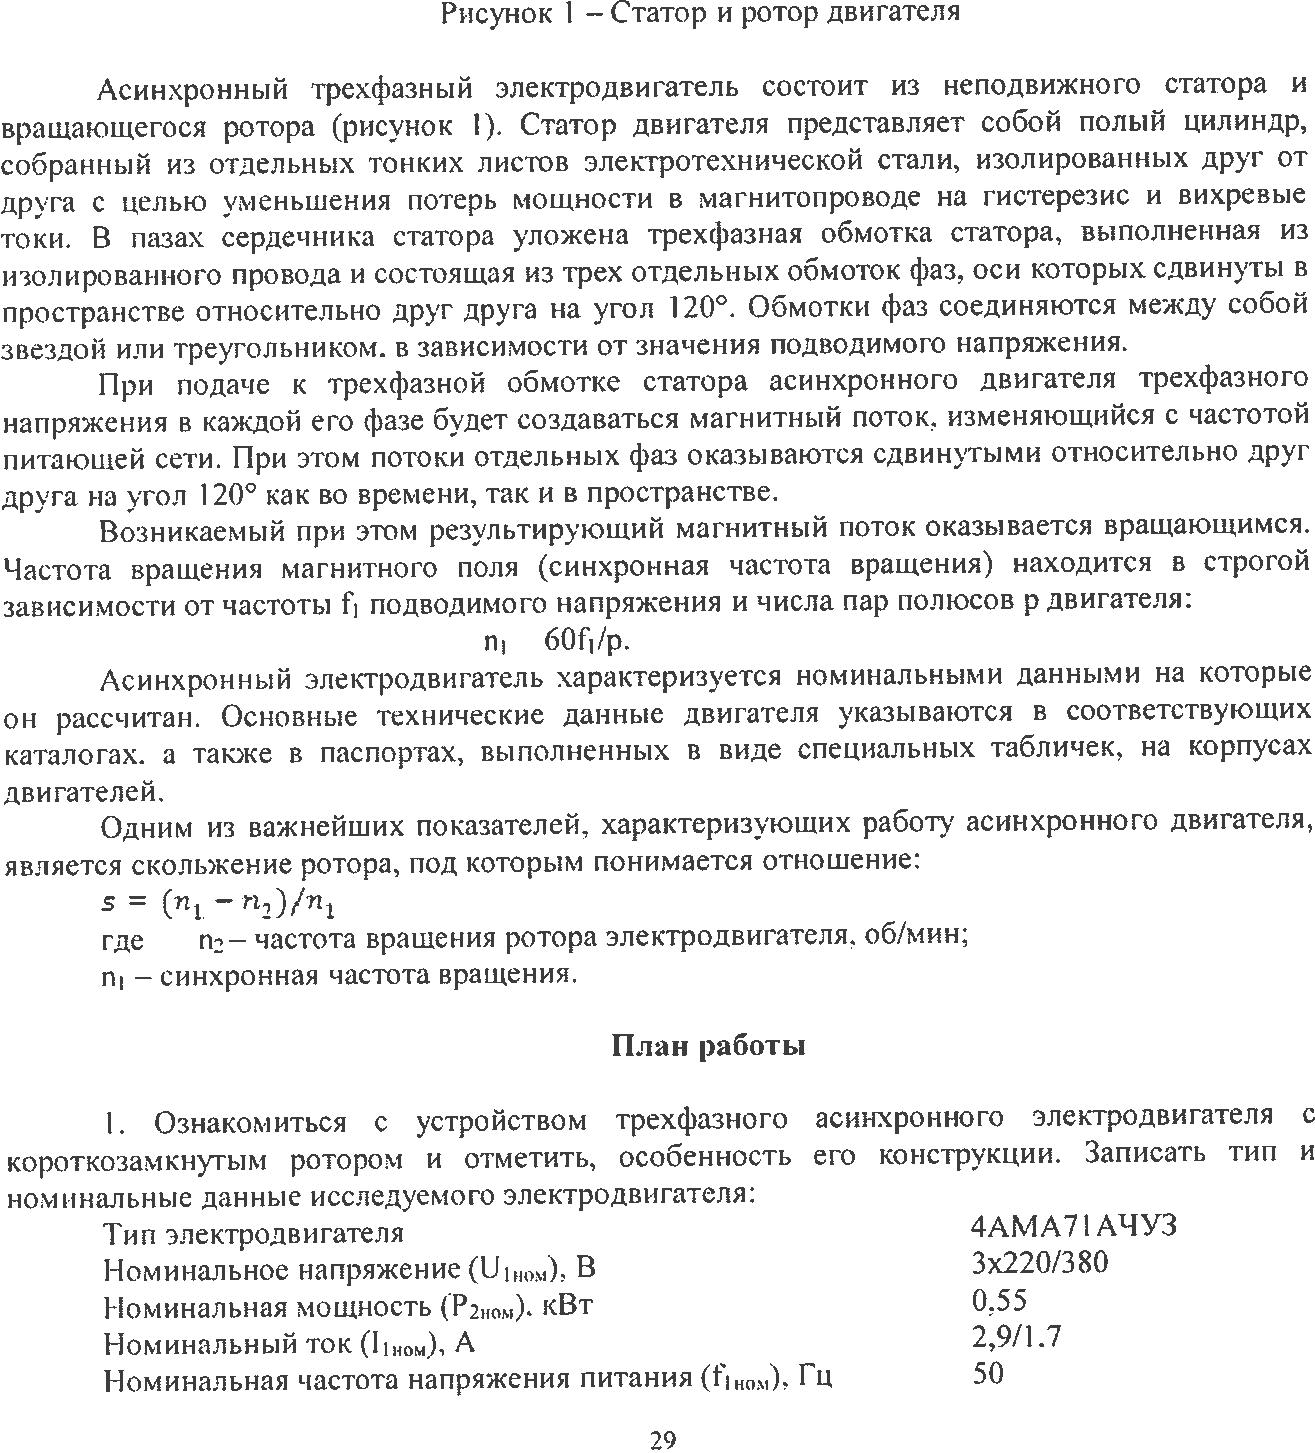 Рисунок 1 – Статор и ротор двигателя
Асинхронный трехфазный электродвигатель состоит из неподвижного статора и
вращающегося ротора (рисунок 1). Статор двигателя представляет собой полый цилиндр,
собранный из отдельных тонких листов электротехнической стали, изолированных друг от
друга с целью уменьшения потерь мощности в магнитопроводе на гистерезис и вихревые
токи. В пазах сердечника статора уложена трехфазная обмотка статора, выполненная из
изолированного провода и состоящая из трех отдельных обмоток фаз, оси которых сдвинуты в
пространстве относительно друг друга на угол 120°. Обмотки фаз соединяются между собой
звездой или треугольником. в зависимости от значения подводимого напряжения.
При подаче к трехфазной обмотке статора асинхронного двигателя трехфазного
напряжения в каждой его фазе будет создаваться магнитный поток, изменяющийся с частотой
питающей сети. При этом потоки отдельных фаз оказываются сдвинутыми относительно друг
друга на угол 120° как во времени, так и в пространстве.
Возникаемый при этом результирующий магнитный поток оказывается вращающимся.
Частота вращения магнитного поля (синхронная частота вращения) находится в строгой
зависимости от частоты f₁ подводимого напряжения и числа пар полюсов p двигателя:
n₁ 60f₁/p.
Асинхронный электродвигатель характеризуется номинальными данными на которые
он рассчитан. Основные технические данные двигателя указываются в соответствующих
каталогах. а также в паспортах, выполненных в виде специальных табличек, на корпусах
двигателей.
Одним из важнейших показателей, характеризующих работу асинхронного двигателя,
является скольжение ротора, под которым понимается отношение:
s = (n₁ − n₂)/n₁
где n₂ – частота вращения ротора электродвигателя, об/мин;
n₁ – синхронная частота вращения.
План работы
1. Ознакомиться с устройством трехфазного асинхронного электродвигателя с
короткозамкнутым ротором и отметить, особенность его конструкции. Записать тип и
номинальные данные исследуемого электродвигателя:
Тип электродвигателя 4АМА71АЧУЗ
Номинальное напряжение (U₁ном), В 3х220/380
Номинальная мощность (Р₂ном). кВт 0,55
Номинальный ток (I₁ном), А 2,9/1.7
Номинальная частота напряжения питания (f₁ном), Гц 50
29